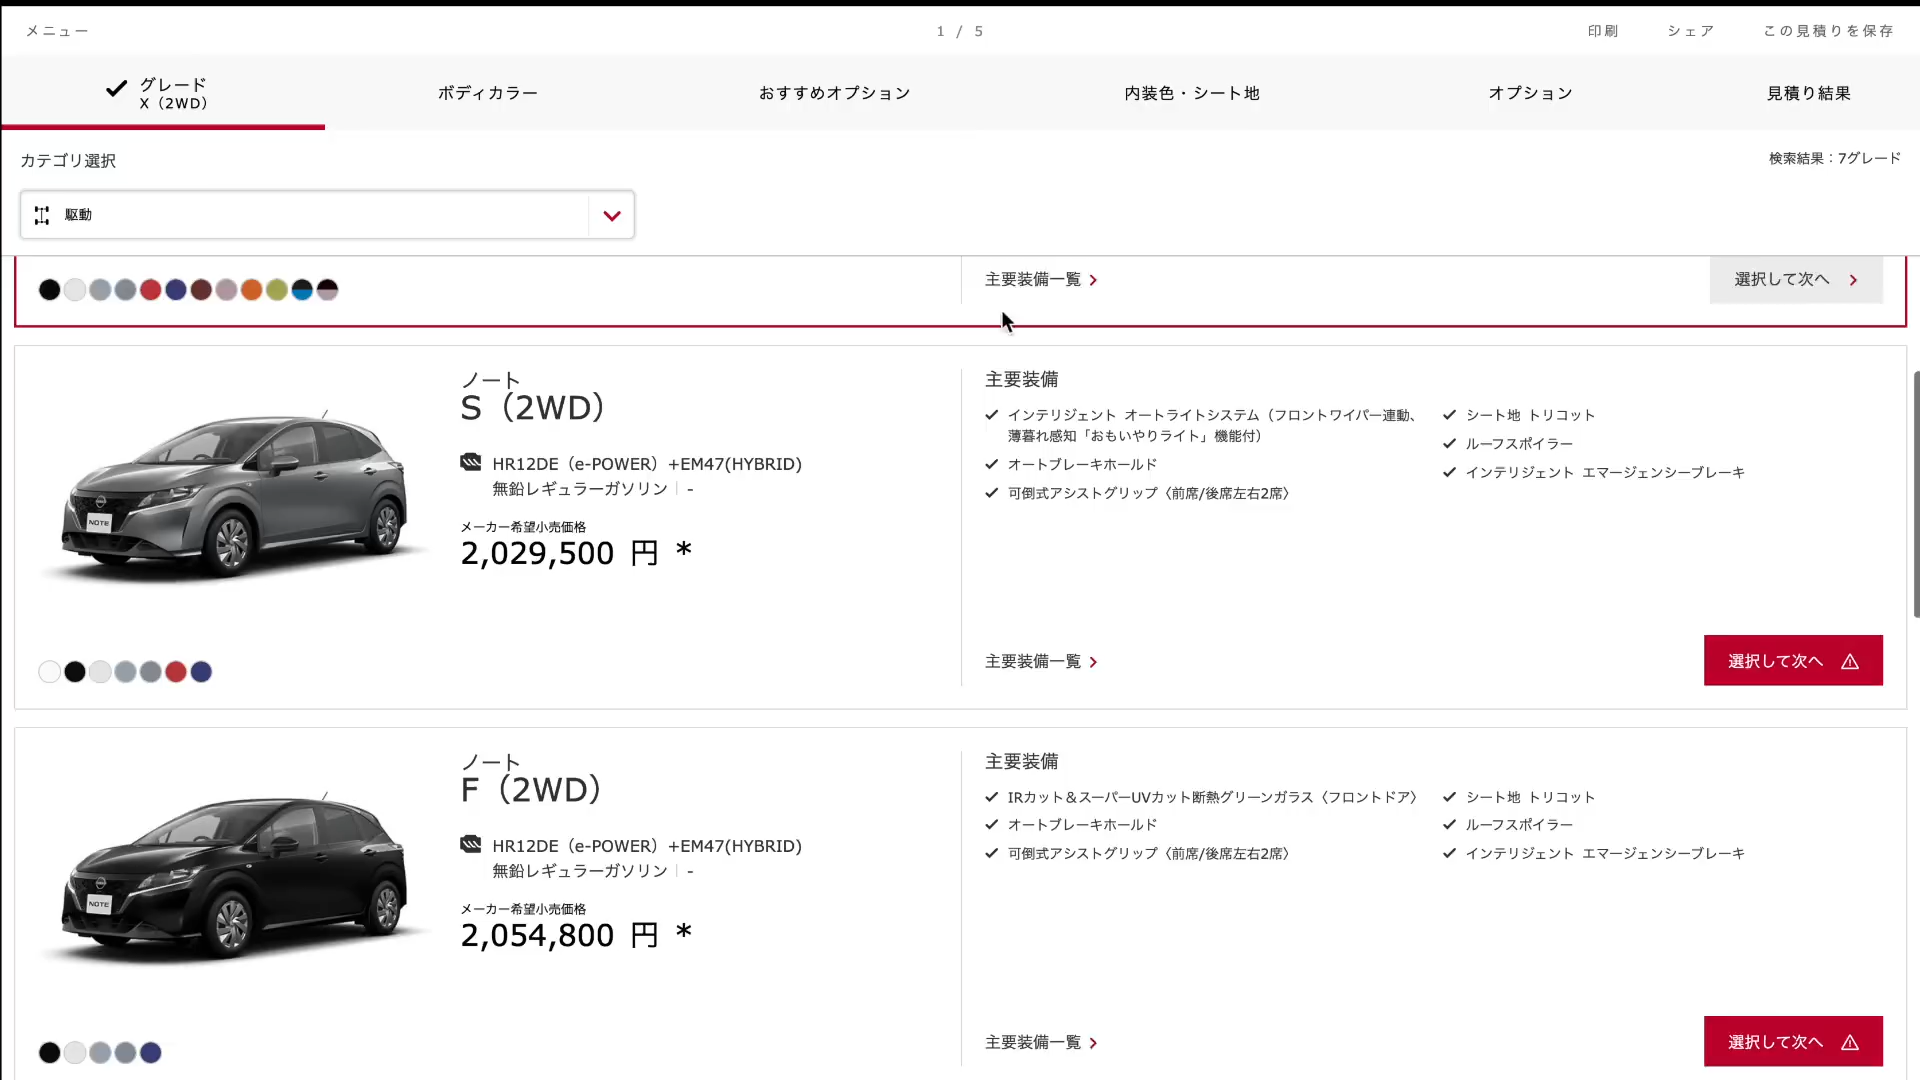 メニュー
1 / 5
印刷
シェア
この見積りを保存
グレード
X（2WD）
ボディカラー
おすすめオプション
内装色・シート地
オプション
見積り結果
カテゴリ選択
検索結果：7グレード
駆動
主要装備一覧
選択して次へ
ノート
S（2WD）
HR12DE（e-POWER）+EM47(HYBRID)
無鉛レギュラーガソリン | -
メーカー希望小売価格
2,029,500 円 *
主要装備
インテリジェント オートライトシステム（フロントワイパー連動、
薄暮れ感知「おもいやりライト」機能付）
オートブレーキホールド
可倒式アシストグリップ〈前席/後席左右2席〉
シート地 トリコット
ルーフスポイラー
インテリジェント エマージェンシーブレーキ
主要装備一覧
選択して次へ
NOTE
ノート
F（2WD）
HR12DE（e-POWER）+EM47(HYBRID)
無鉛レギュラーガソリン | -
メーカー希望小売価格
2,054,800 円 *
主要装備
IRカット＆スーパーUVカット断熱グリーンガラス〈フロントドア〉
オートブレーキホールド
可倒式アシストグリップ〈前席/後席左右2席〉
シート地 トリコット
ルーフスポイラー
インテリジェント エマージェンシーブレーキ
主要装備一覧
選択して次へ
NOTE